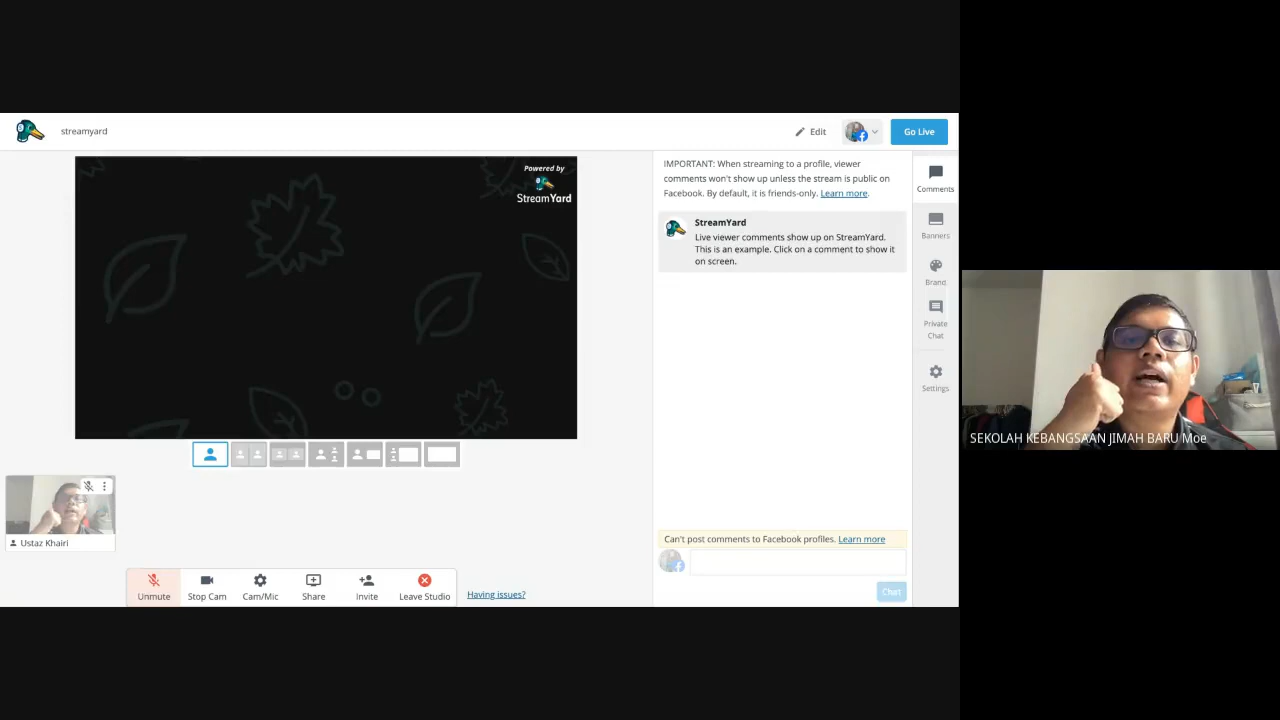 streamyard
Edit
Go Live
Powered by
StreamYard
IMPORTANT: When streaming to a profile, viewer
comments won't show up unless the stream is public on
Facebook. By default, it is friends-only. Learn more.
StreamYard
Live viewer comments show up on StreamYard.
This is an example. Click on a comment to show it
on screen.
Comments
Banners
Brand
Private
Chat
Settings
Ustaz Khairi
Can't post comments to Facebook profiles. Learn more
Chat
Unmute
Stop Cam
Cam/Mic
Share
Invite
Leave Studio
Having issues?
SEKOLAH KEBANGSAAN JIMAH BARU Moe